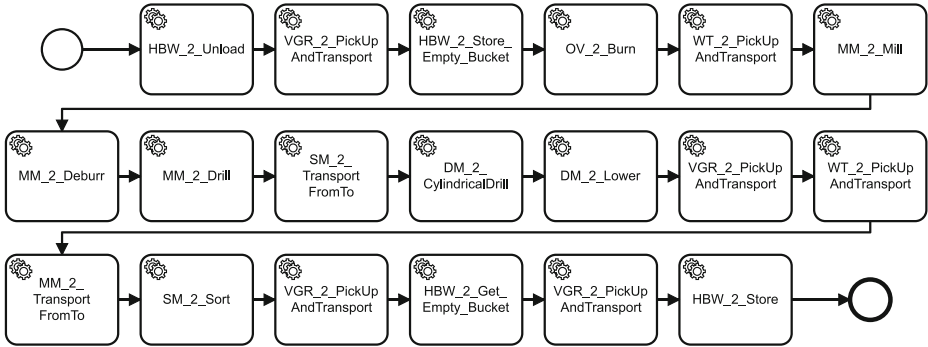 HBW_2_Unload
VGR_2_PickUp
AndTransport
HBW_2_Store_
Empty_Bucket
OV_2_Burn
WT_2_PickUp
AndTransport
MM_2_Mill
MM_2_Deburr
MM_2_Drill
SM_2_
Transport
FromTo
DM_2_
CylindricalDrill
DM_2_Lower
VGR_2_PickUp
AndTransport
WT_2_PickUp
AndTransport
MM_2_
Transport
FromTo
SM_2_Sort
VGR_2_PickUp
AndTransport
HBW_2_Get_
Empty_Bucket
VGR_2_PickUp
AndTransport
HBW_2_Store